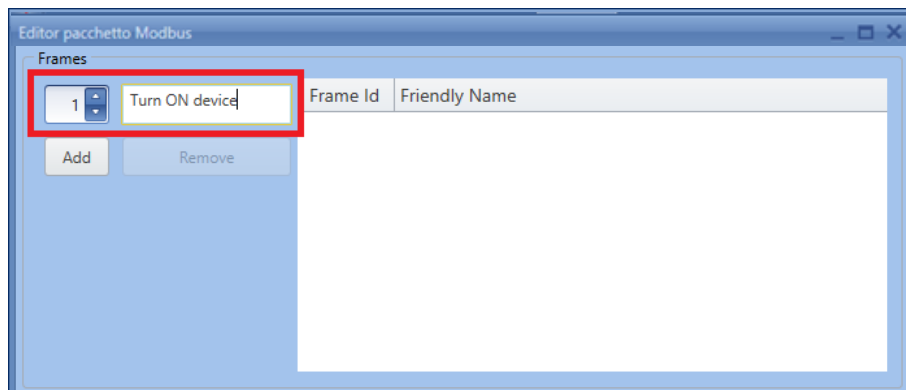 Editor pacchetto Modbus
Frames
1 Turn ON device Frame Id Friendly Name
Add Remove